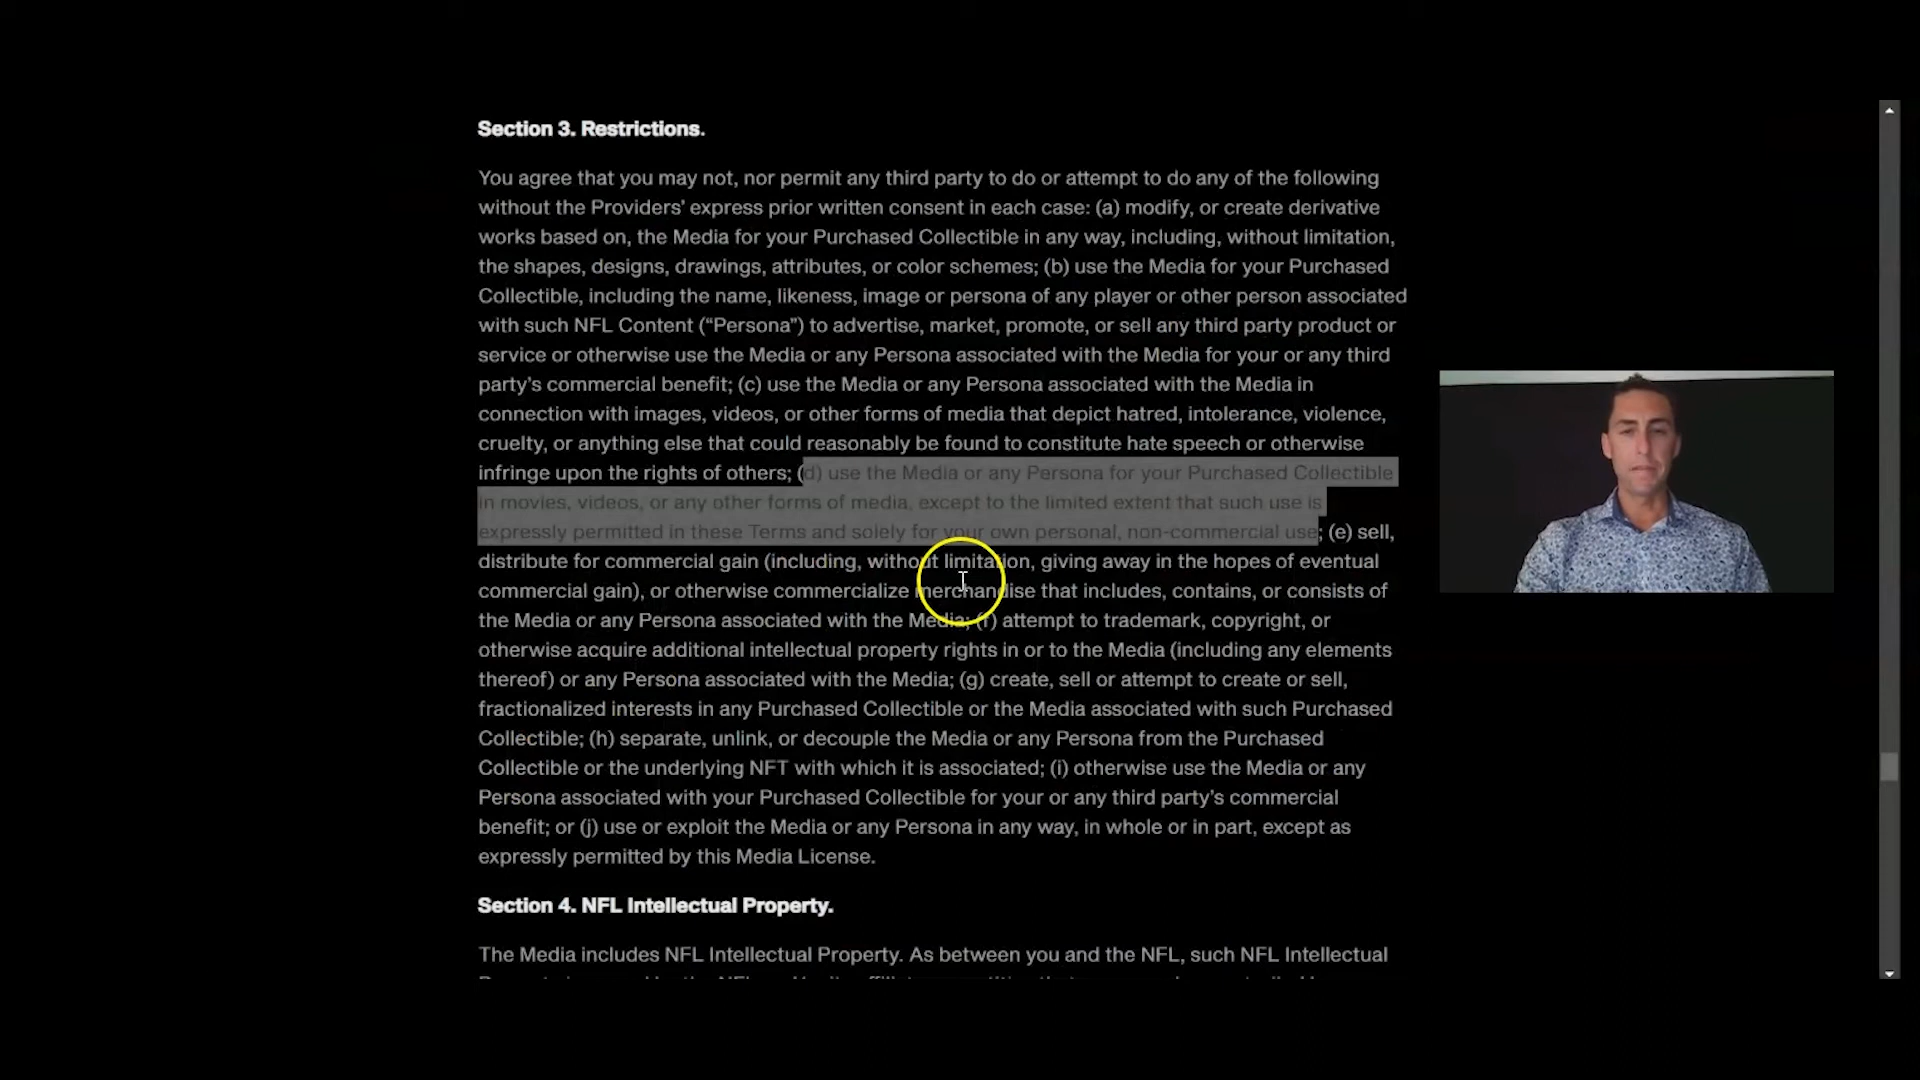 Section 3. Restrictions.
You agree that you may not, nor permit any third party to do or attempt to do any of the following
without the Providers’ express prior written consent in each case: (a) modify, or create derivative
works based on, the Media for your Purchased Collectible in any way, including, without limitation,
the shapes, designs, drawings, attributes, or color schemes; (b) use the Media for your Purchased
Collectible, including the name, likeness, image or persona of any player or other person associated
with such NFL Content (“Persona”) to advertise, market, promote, or sell any third party product or
service or otherwise use the Media or any Persona associated with the Media for your or any third
party’s commercial benefit; (c) use the Media or any Persona associated with the Media in
connection with images, videos, or other forms of media that depict hatred, intolerance, violence,
cruelty, or anything else that could reasonably be found to constitute hate speech or otherwise
infringe upon the rights of others; (d) use the Media or any Persona for your Purchased Collectible
in movies, videos, or any other forms of media, except to the limited extent that such use is
expressly permitted in these Terms and solely for your own personal, non-commercial use; (e) sell,
distribute for commercial gain (including, without limitation, giving away in the hopes of eventual
commercial gain), or otherwise commercialize merchandise that includes, contains, or consists of
the Media or any Persona associated with the Media; (f) attempt to trademark, copyright, or
otherwise acquire additional intellectual property rights in or to the Media (including any elements
thereof) or any Persona associated with the Media; (g) create, sell or attempt to create or sell,
fractionalized interests in any Purchased Collectible or the Media associated with such Purchased
Collectible; (h) separate, unlink, or decouple the Media or any Persona from the Purchased
Collectible or the underlying NFT with which it is associated; (i) otherwise use the Media or any
Persona associated with your Purchased Collectible for your or any third party’s commercial
benefit; or (j) use or exploit the Media or any Persona in any way, in whole or in part, except as
expressly permitted by this Media License.
Section 4. NFL Intellectual Property.
The Media includes NFL Intellectual Property. As between you and the NFL, such NFL Intellectual